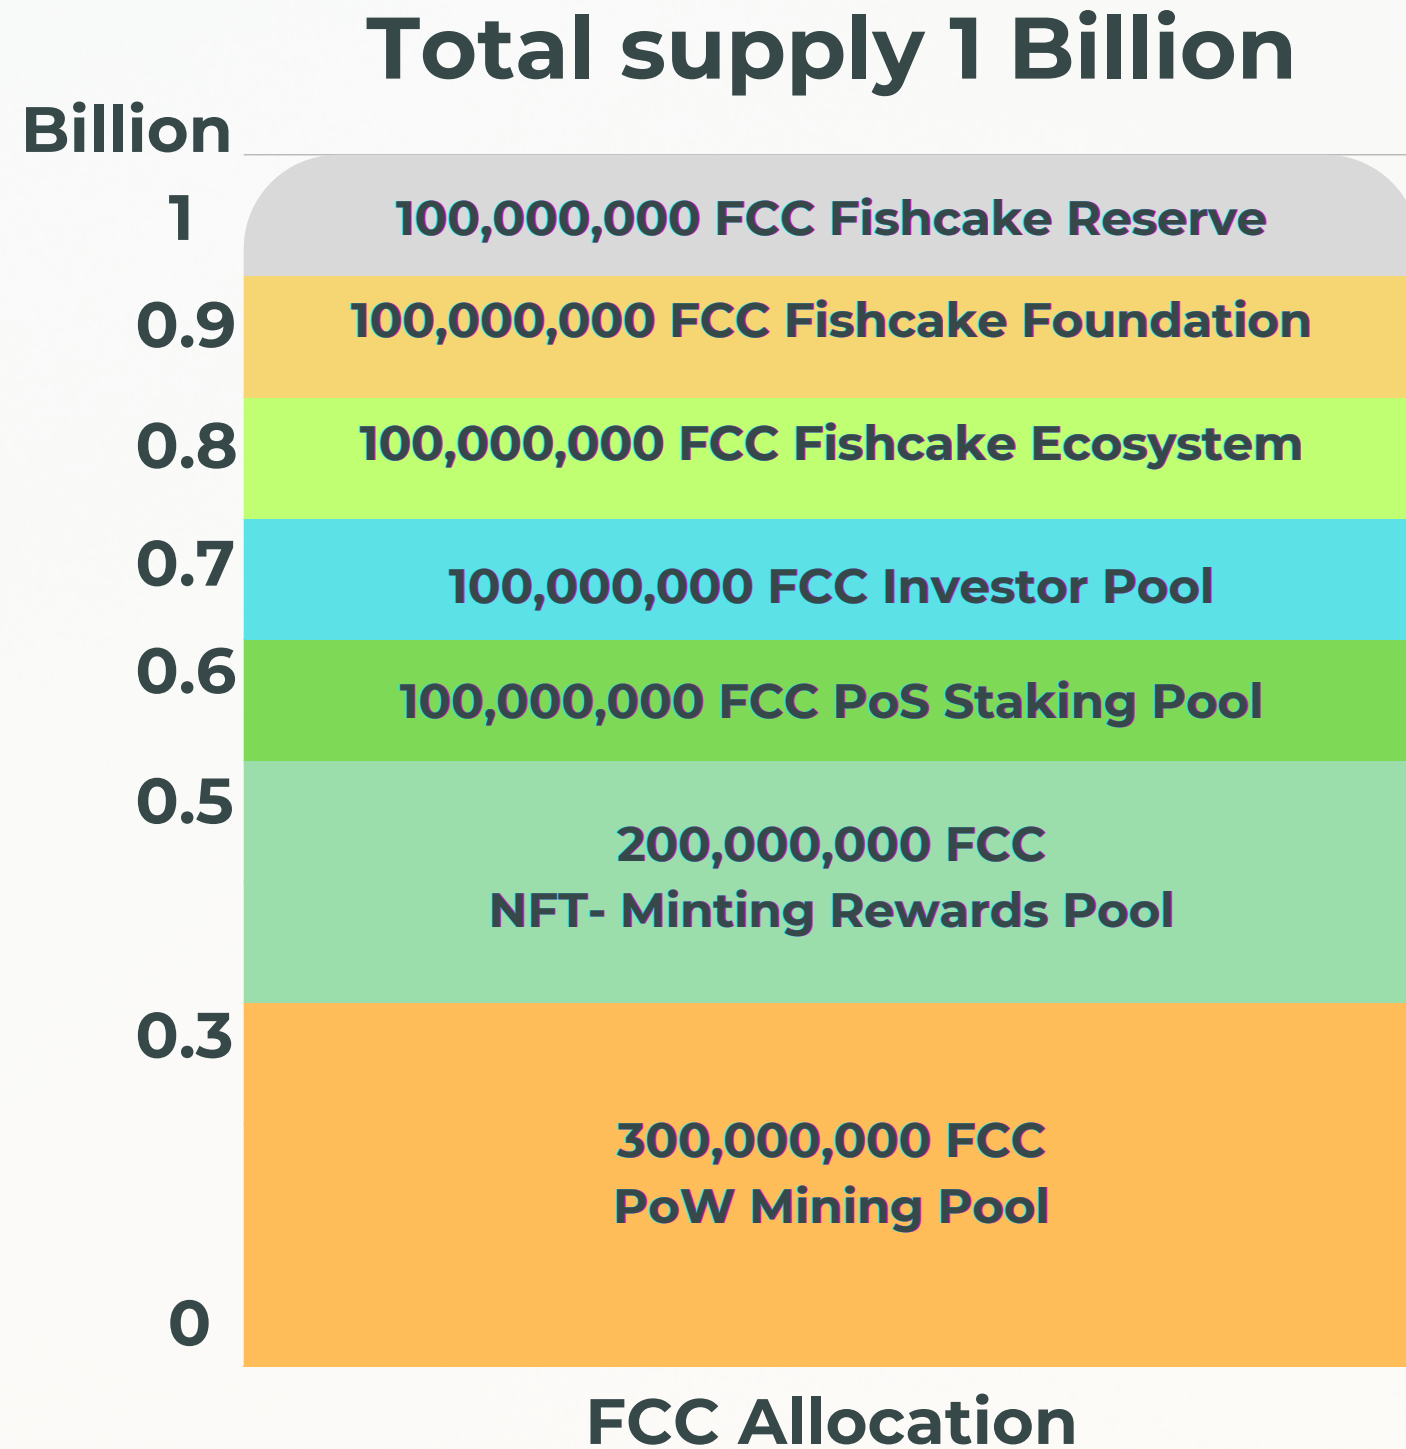 Total supply 1 Billion
Billion
1
100,000,000 FCC Fishcake Reserve
0.9
100,000,000 FCC Fishcake Foundation
0.8
100,000,000 FCC Fishcake Ecosystem
0.7
100,000,000 FCC Investor Pool
0.6
100,000,000 FCC PoS Staking Pool
0.5
200,000,000 FCC
NFT- Minting Rewards Pool
0.3
300,000,000 FCC
PoW Mining Pool
0
FCC Allocation